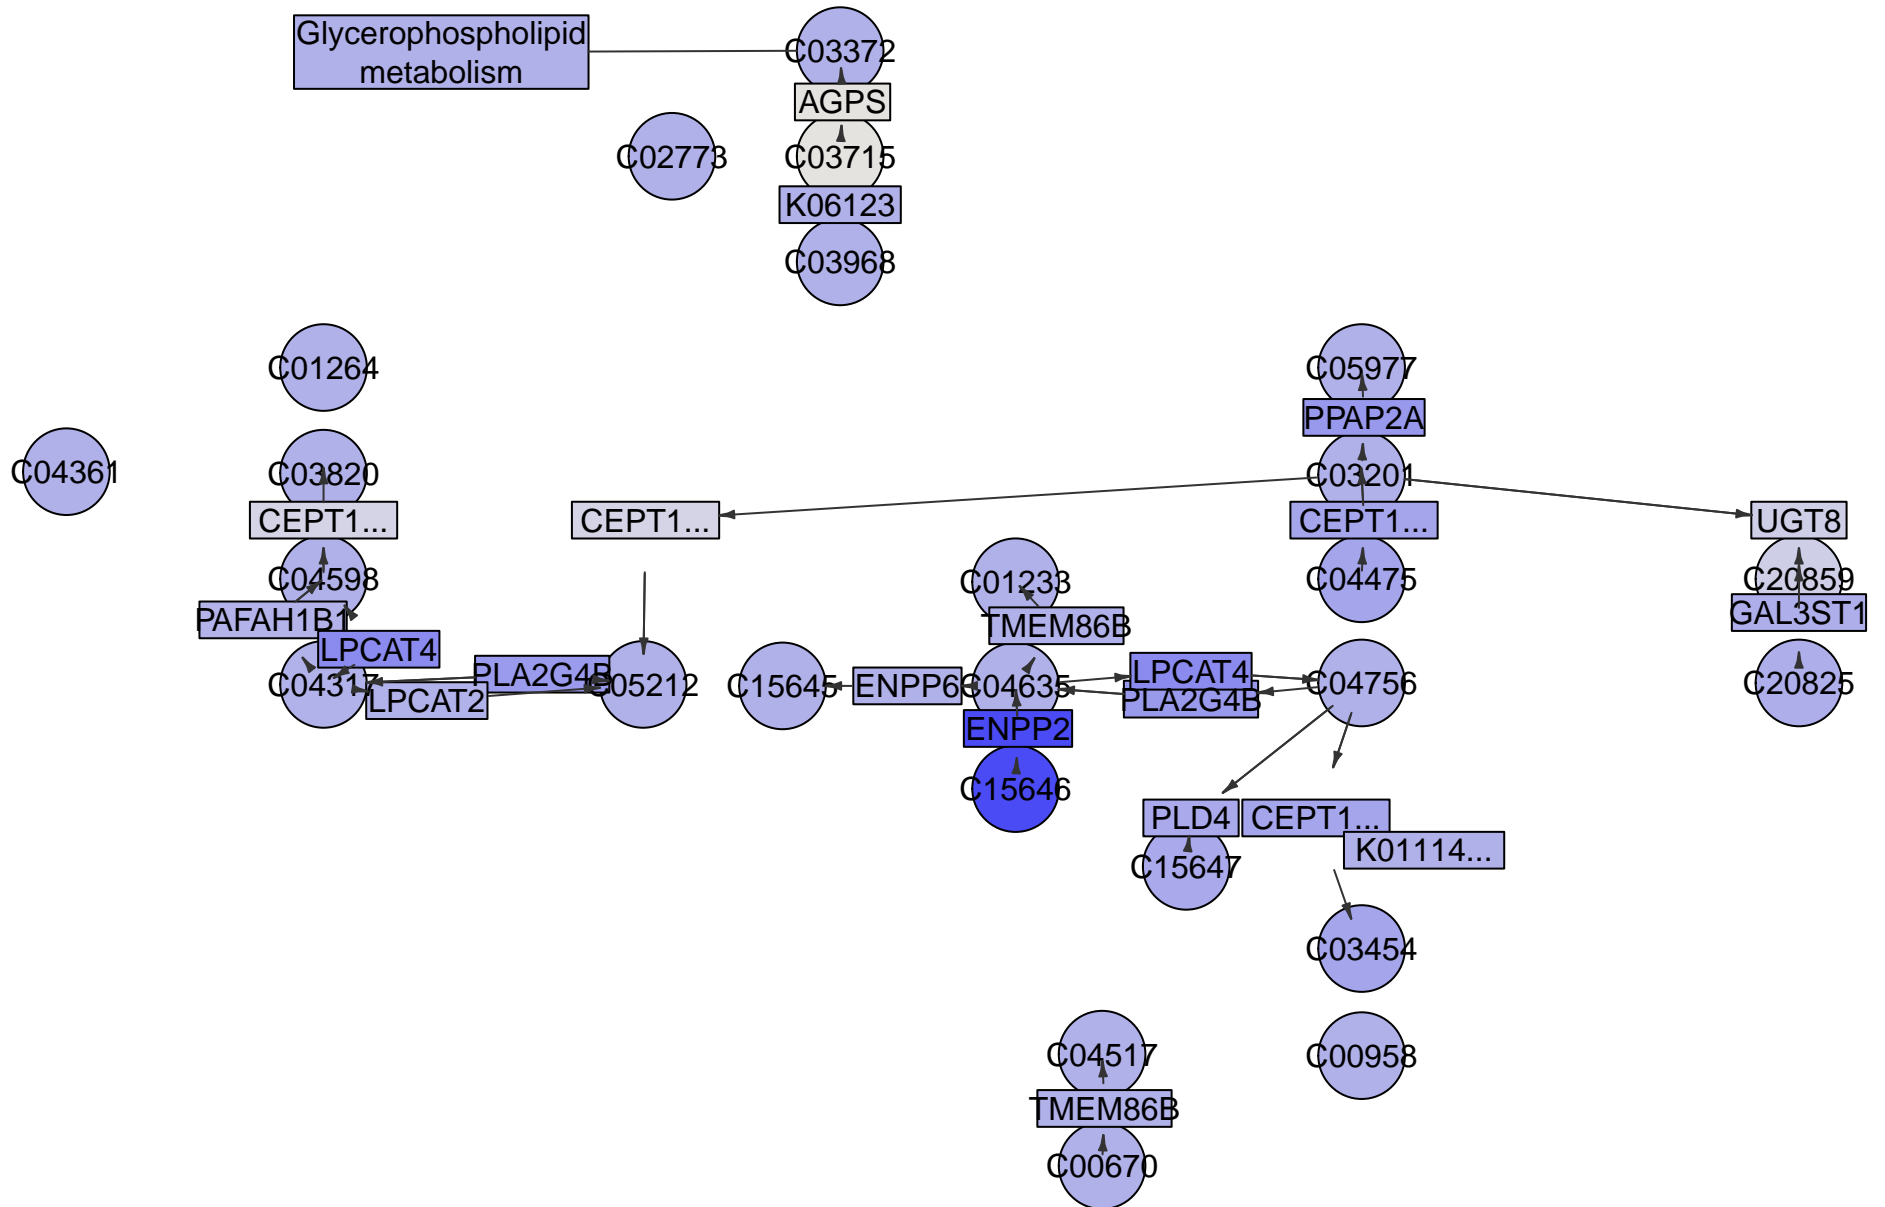 Glycerophospholipid
metabolism
C03372
AGPS
C02773
C03715
K06123
C03968
C01264
C05977
PPAP2A
C04361
C03820
C03201
CEPT1...
CEPT1...
CEPT1...
UGT8
C04598
C01233
C04475
C20859
PAFAH1B1
TMEM86B
GAL3ST1
LPCAT4
C04317
PLA2G4B
LPCAT2
C05212
C15645
ENPP6
C04635
LPCAT4
PLA2G4B
C04756
C20825
ENPP2
C15646
PLD4
CEPT1...
K01114...
C15647
C03454
C04517
C00958
TMEM86B
C00670